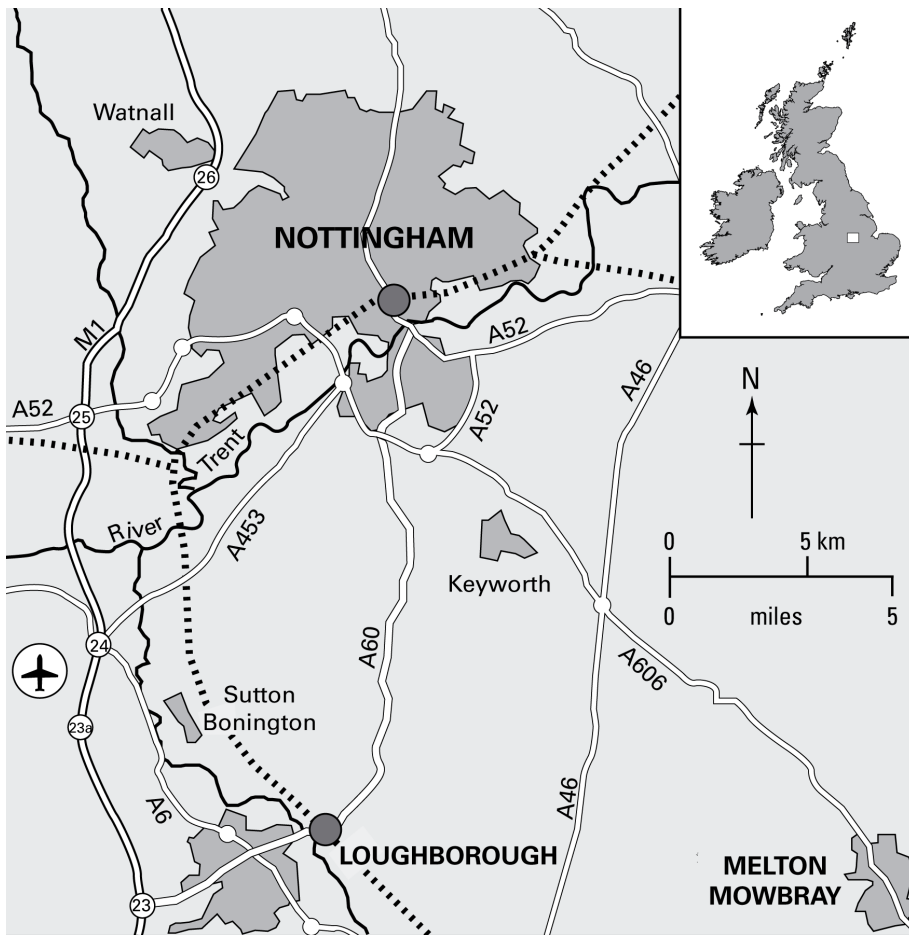 Watnall
26
NOTTINGHAM
M1
A52
A46
A52
25
A52
N
Trent
River
A453
0
5 km
Keyworth
0
miles
5
24
A60
A606
Sutton
Bonington
23a
A6
A46
LOUGHBOROUGH
MELTON
MOWBRAY
23